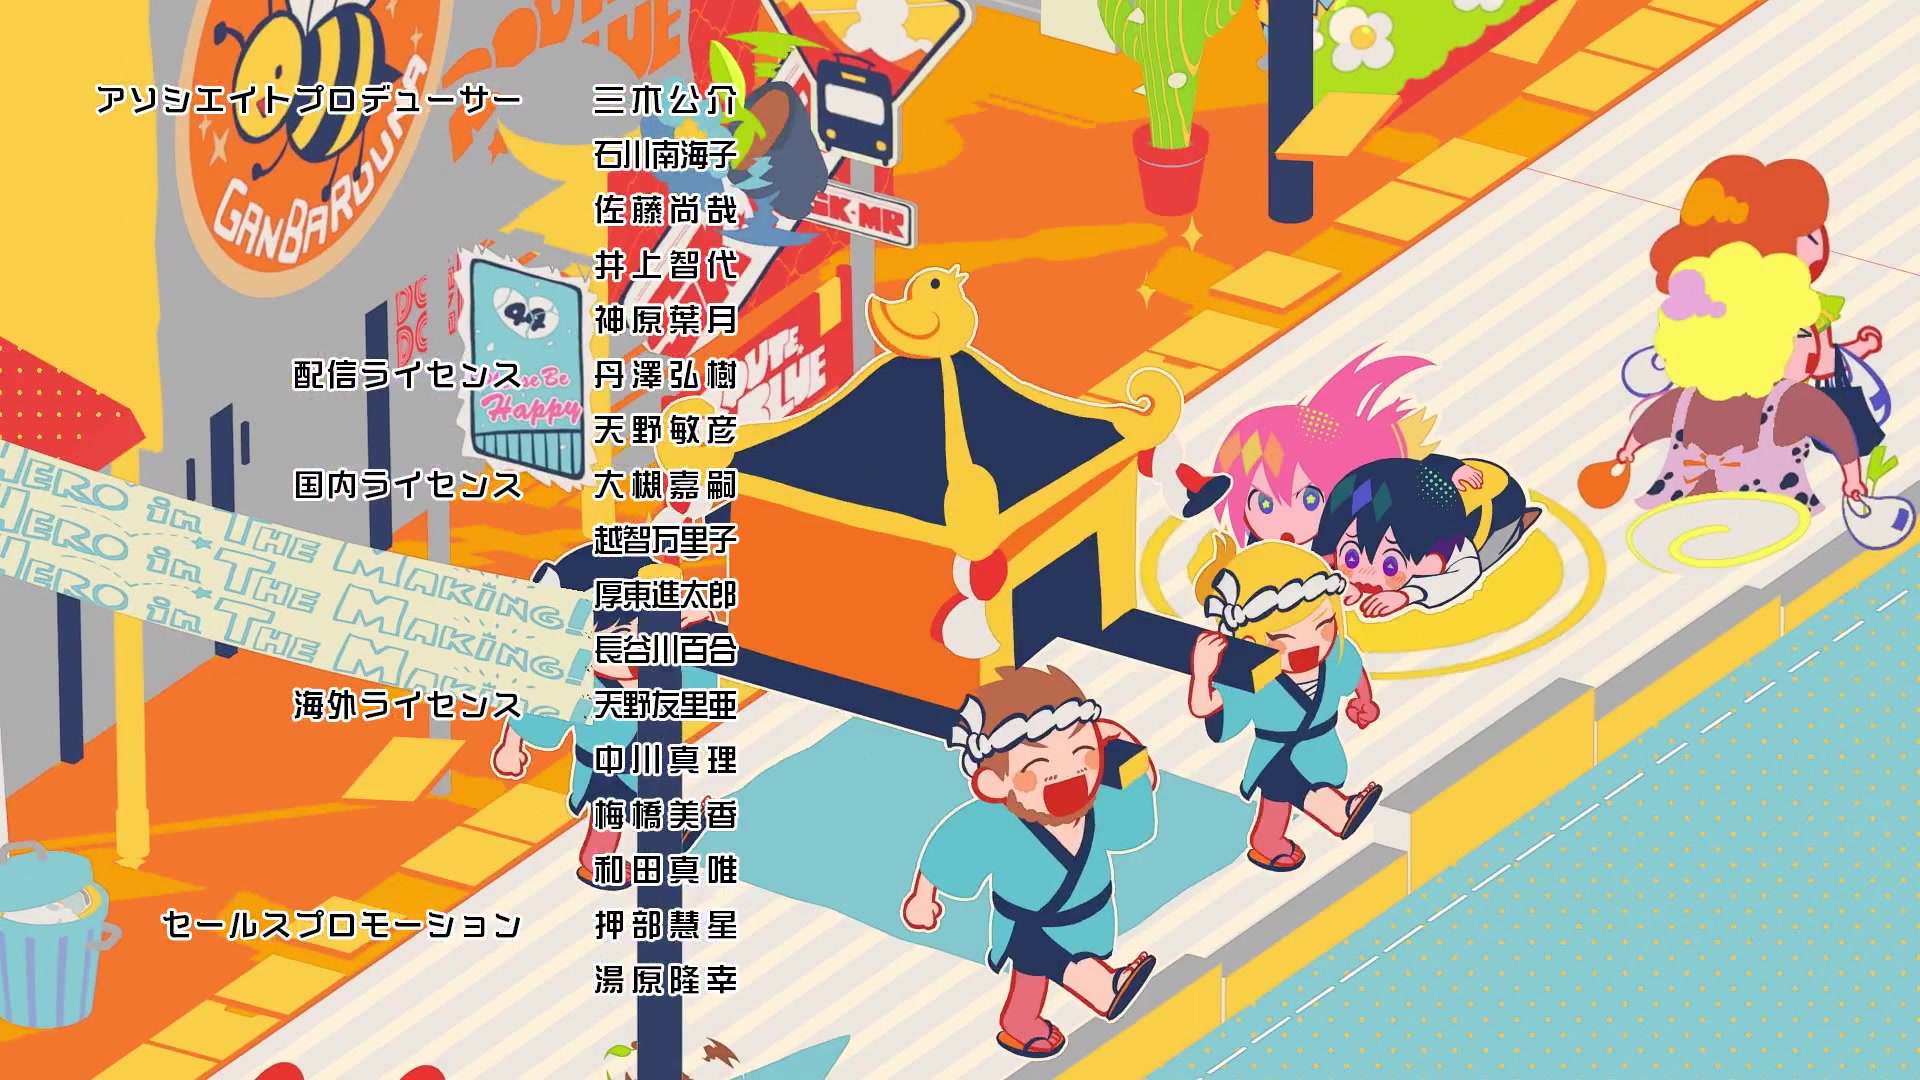 アソシエイトプロデューサー 三木公介
石川南海子
佐藤尚哉
井上智代
神原葉月
配信ライセンス 丹澤弘樹
天野敏彦
国内ライセンス 大槻嘉嗣
越智万里子
厚東進太郎
長谷川百合
海外ライセンス 天野友里亜
中川真理
梅橋美香
和田真唯
セールスプロモーション 押部慧星
湯原隆幸
GANBAROUNA
Happy
HERO in THE MAKING!
HERO in THE MAKING!
HERO in THE MAKING!